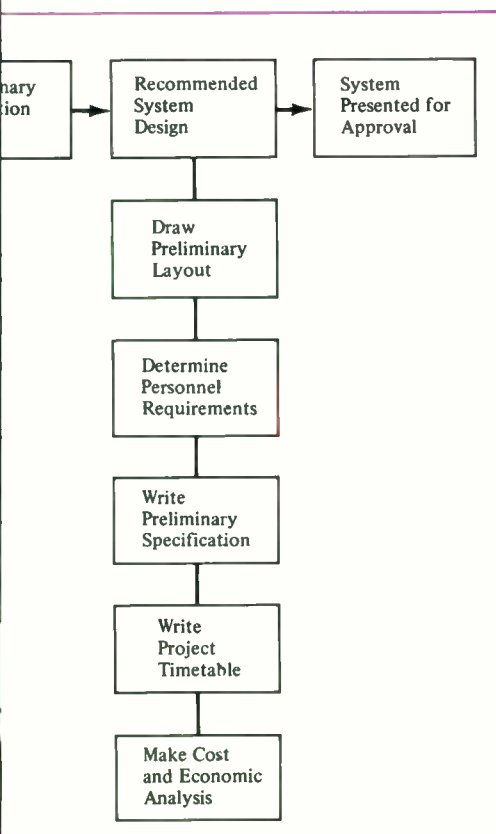 Recommended
System
Design
System
Presented for
Approval
Draw
Preliminary
Layout
Determine
Personnel
Requirements
Write
Preliminary
Specification
Write
Project
Timetable
Make Cost
and Economic
Analysis